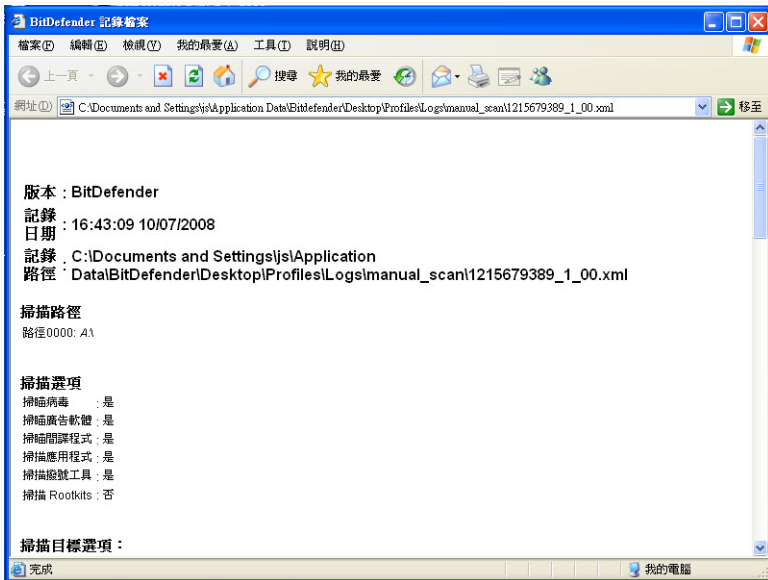 BitDefender 記錄檔案
檔案(F) 編輯(E) 檢視(V) 我的最愛(A) 工具(T) 說明(H)
上一頁 搜尋 我的最愛
網址(D) C:\Documents and Settings\js\Application Data\Bitdefender\Desktop\Profiles\Logs\manual_scan\1215679389_1_00.xml 移至
版本 : BitDefender
記錄
日期 : 16:43:09 10/07/2008
記錄 : C:\Documents and Settings\js\Application
路徑 Data\BitDefender\Desktop\Profiles\Logs\manual_scan\1215679389_1_00.xml
掃描路徑
路徑0000: A:\
掃描選項
掃瞄病毒 : 是
掃瞄廣告軟體 : 是
掃瞄間諜程式 : 是
掃描應用程式 : 是
掃描撥號工具 : 是
掃描 Rootkits : 否
掃描目標選項：
完成 我的電腦